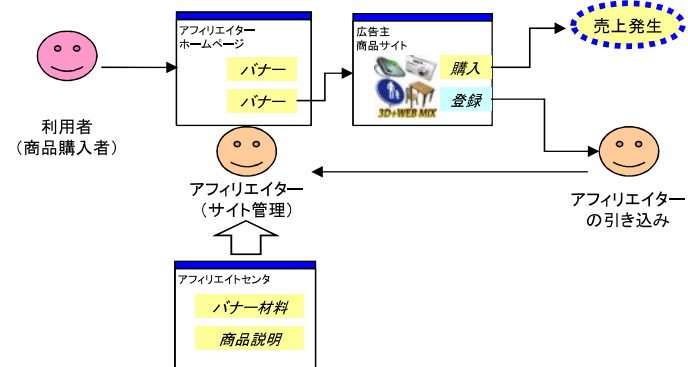 アフィリエイター
ホームページ
バナー
バナー
広告主
商品サイト
購入
登録
3D+WEB MIX
売上発生
利用者
（商品購入者）
アフィリエイター
（サイト管理）
アフィリエイター
の引き込み
アフィリエイトセンタ
バナー材料
商品説明